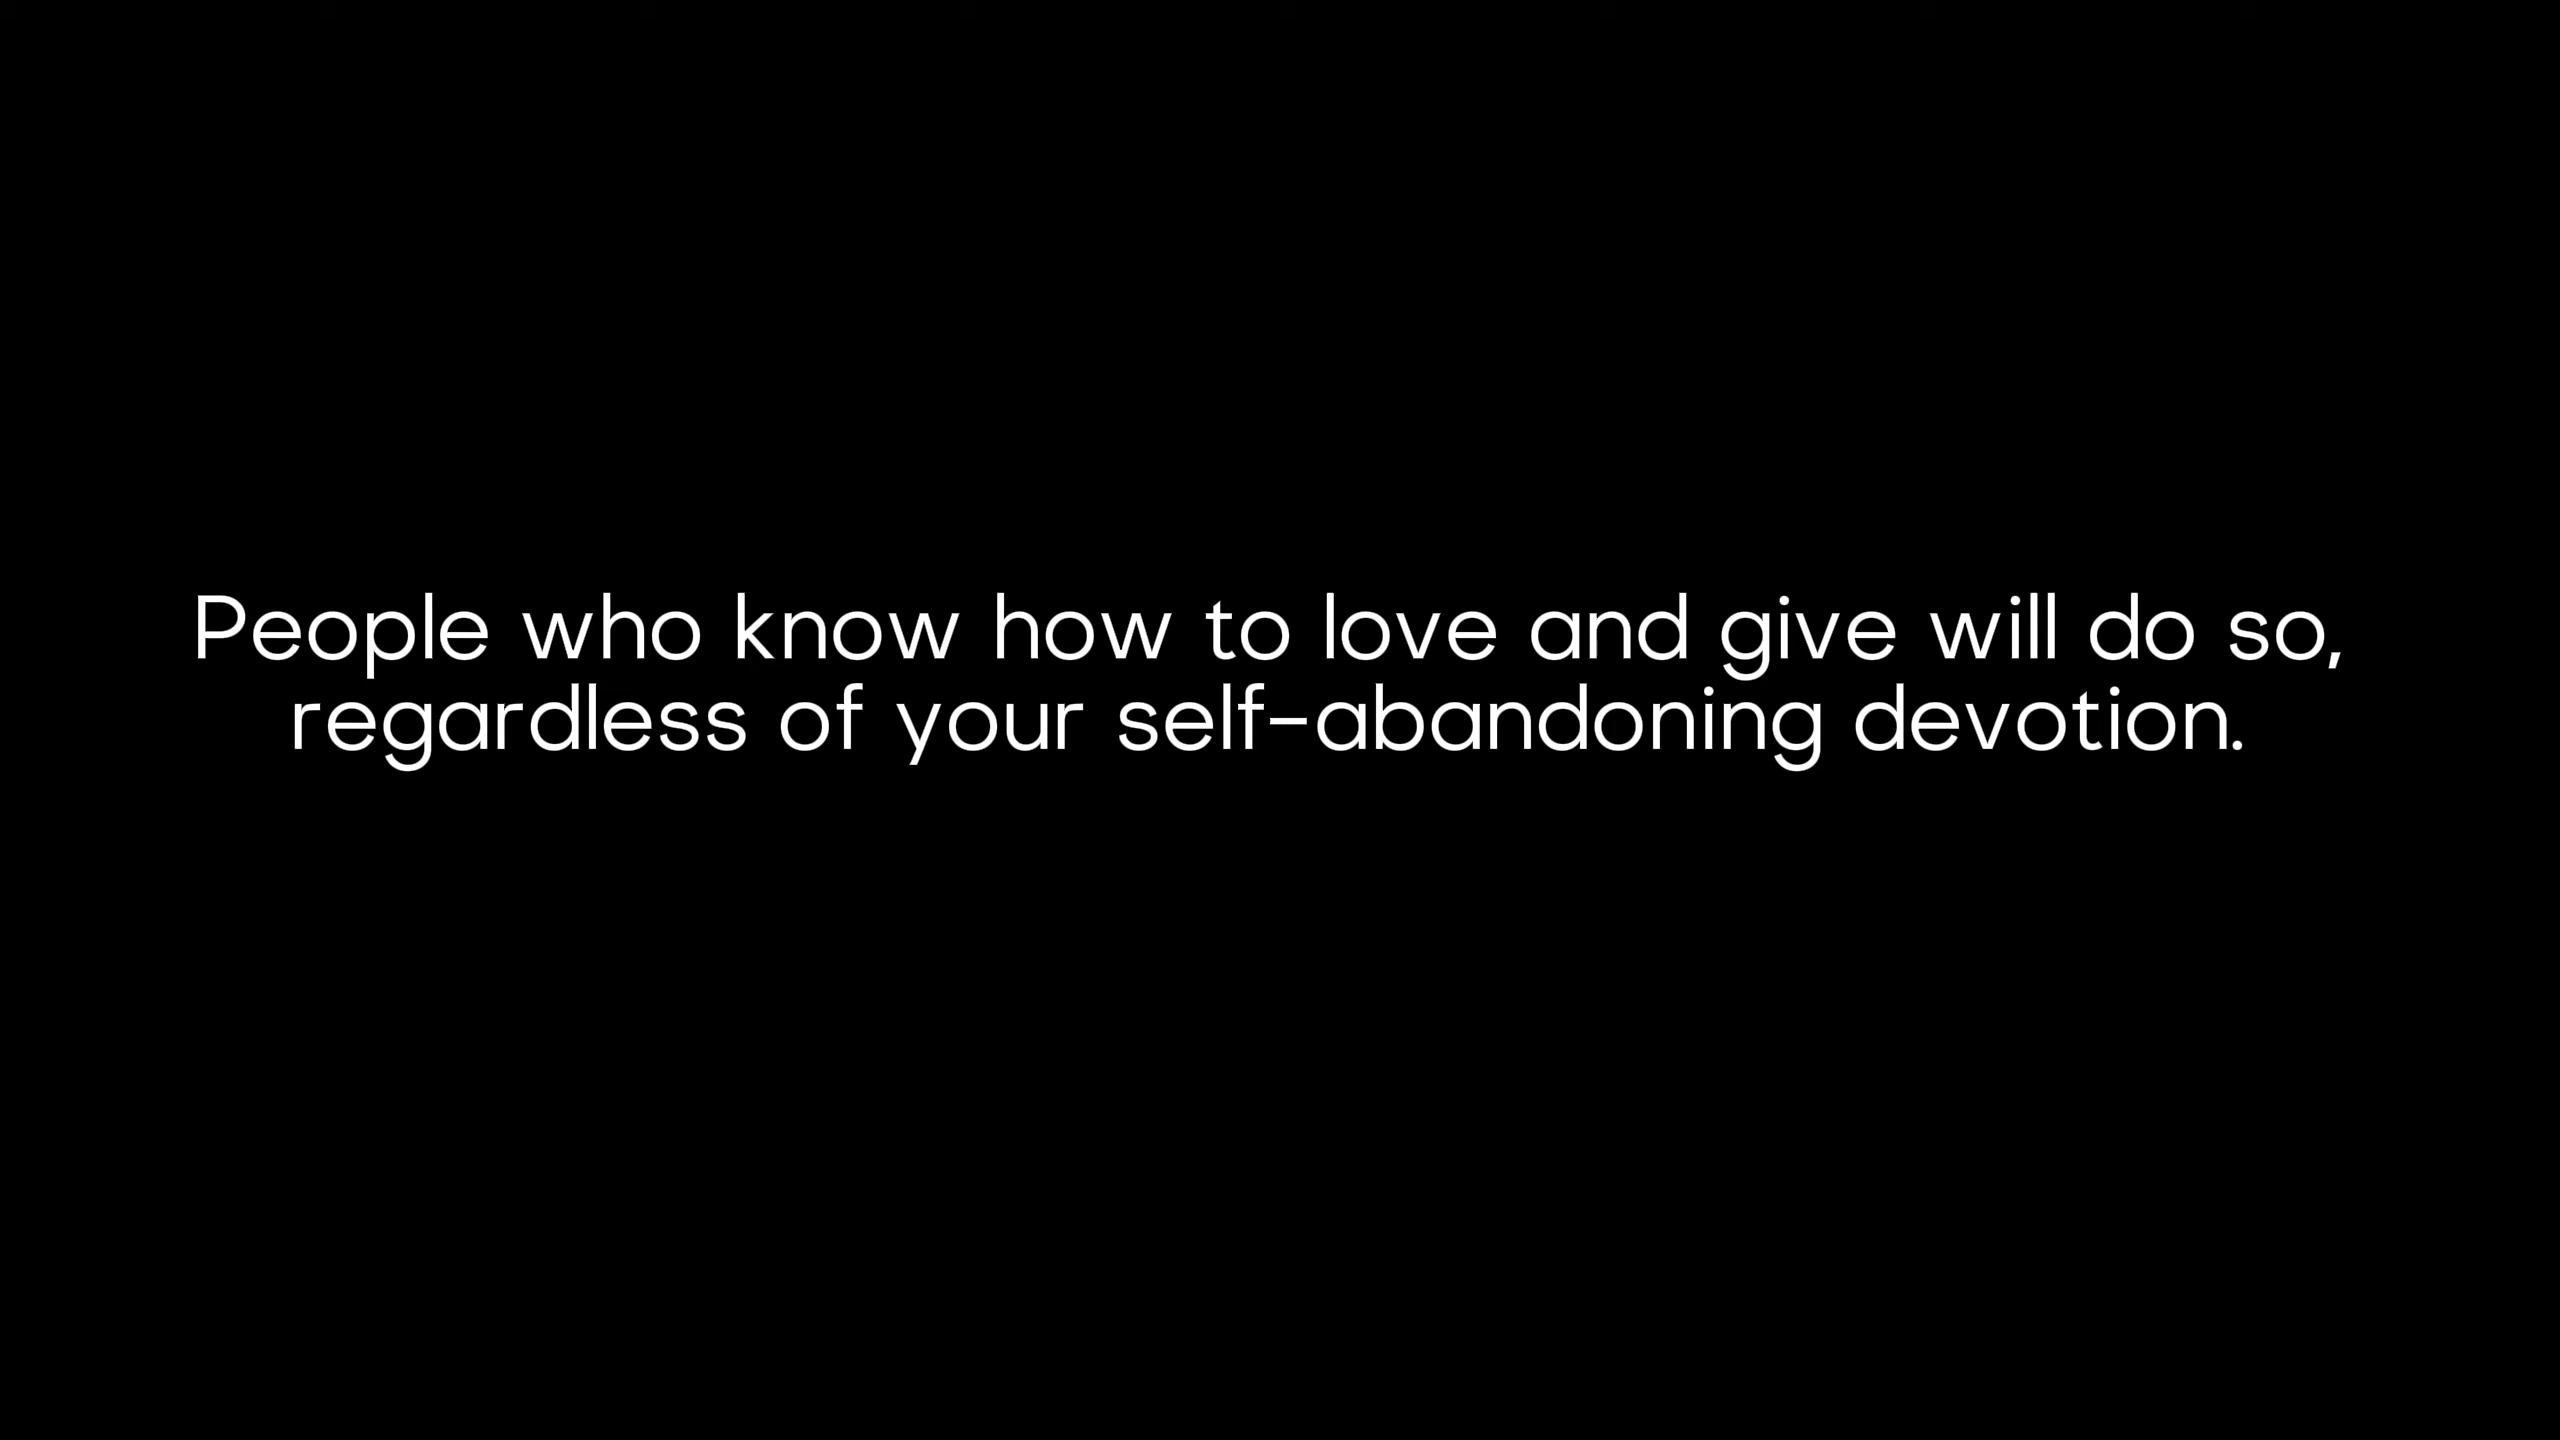 People who know how to love and give will do so,
regardless of your self-abandoning devotion.